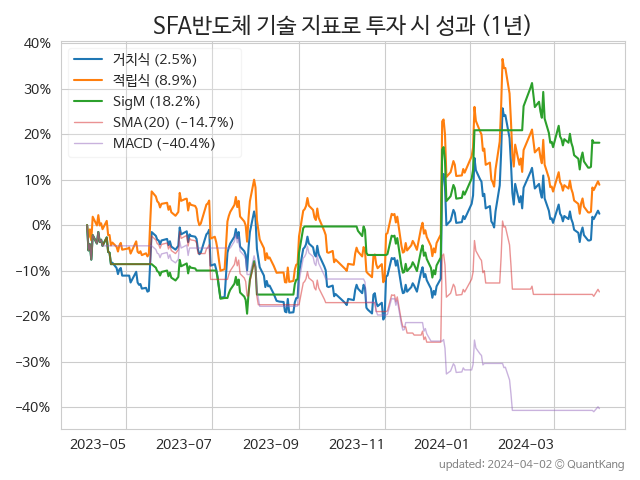 SFA반도체 기술 지표로 투자 시 성과 (1년)
40%
30%
20%
10%
0%
−10%
−20%
−30%
−40%
거치식 (2.5%)
적립식 (8.9%)
SigM (18.2%)
SMA(20) (−14.7%)
MACD (−40.4%)
2023-05 2023-07 2023-09 2023-11 2024-01 2024-03
updated: 2024-04-02 © QuantKang